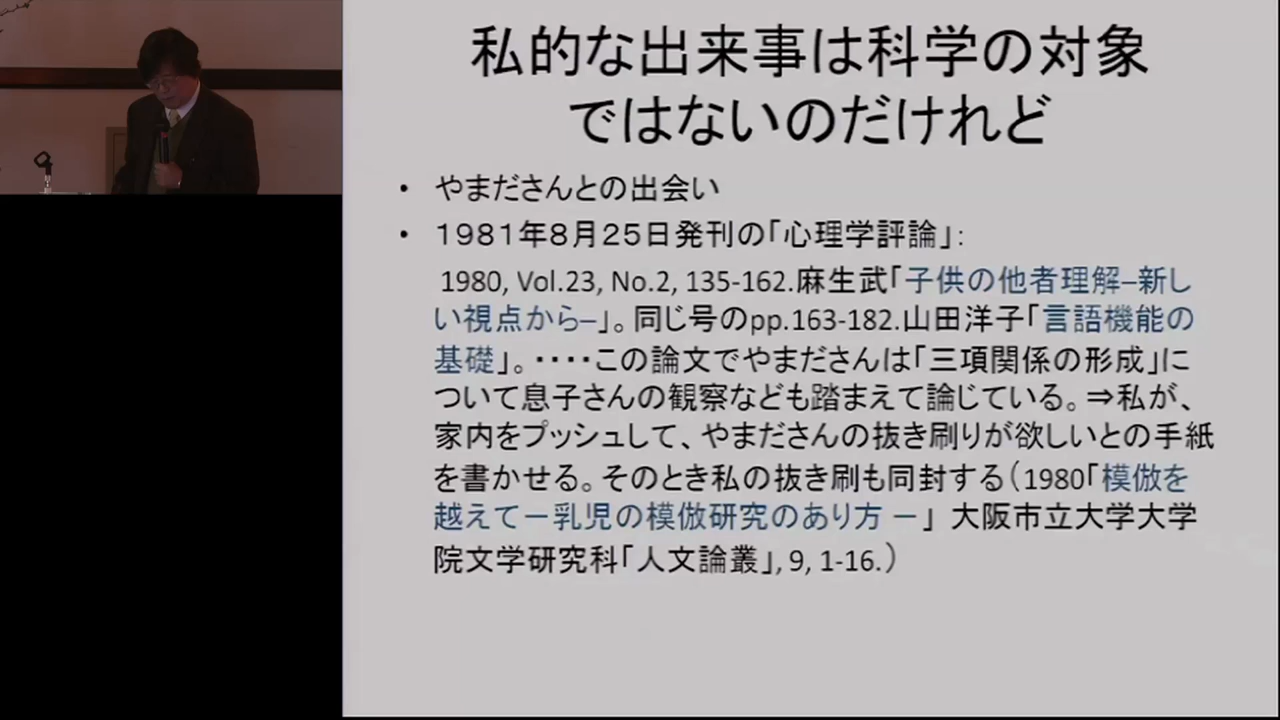 私的な出来事は科学の対象
ではないのだけれど
• やまださんとの出会い
• １９８１年８月２５日発刊の「心理学評論」：
1980, Vol.23, No.2, 135-162.麻生武「子供の他者理解–新し
い視点から–」。同じ号のpp.163-182.山田洋子「言語機能の
基礎」。・・・・この論文でやまださんは「三項関係の形成」に
ついて息子さんの観察なども踏まえて論じている。⇒私が、
家内をプッシュして、やまださんの抜き刷りが欲しいとの手紙
を書かせる。そのとき私の抜き刷も同封する（1980「模倣を
越えて－乳児の模倣研究のあり方 －」 大阪市立大学大学
院文学研究科「人文論叢」, 9, 1-16.）